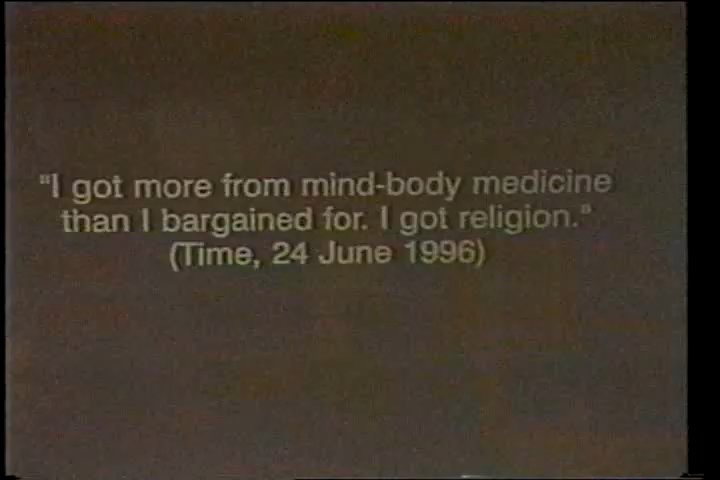 "I got more from mind-body medicine
than I bargained for. I got religion."
(Time, 24 June 1996)